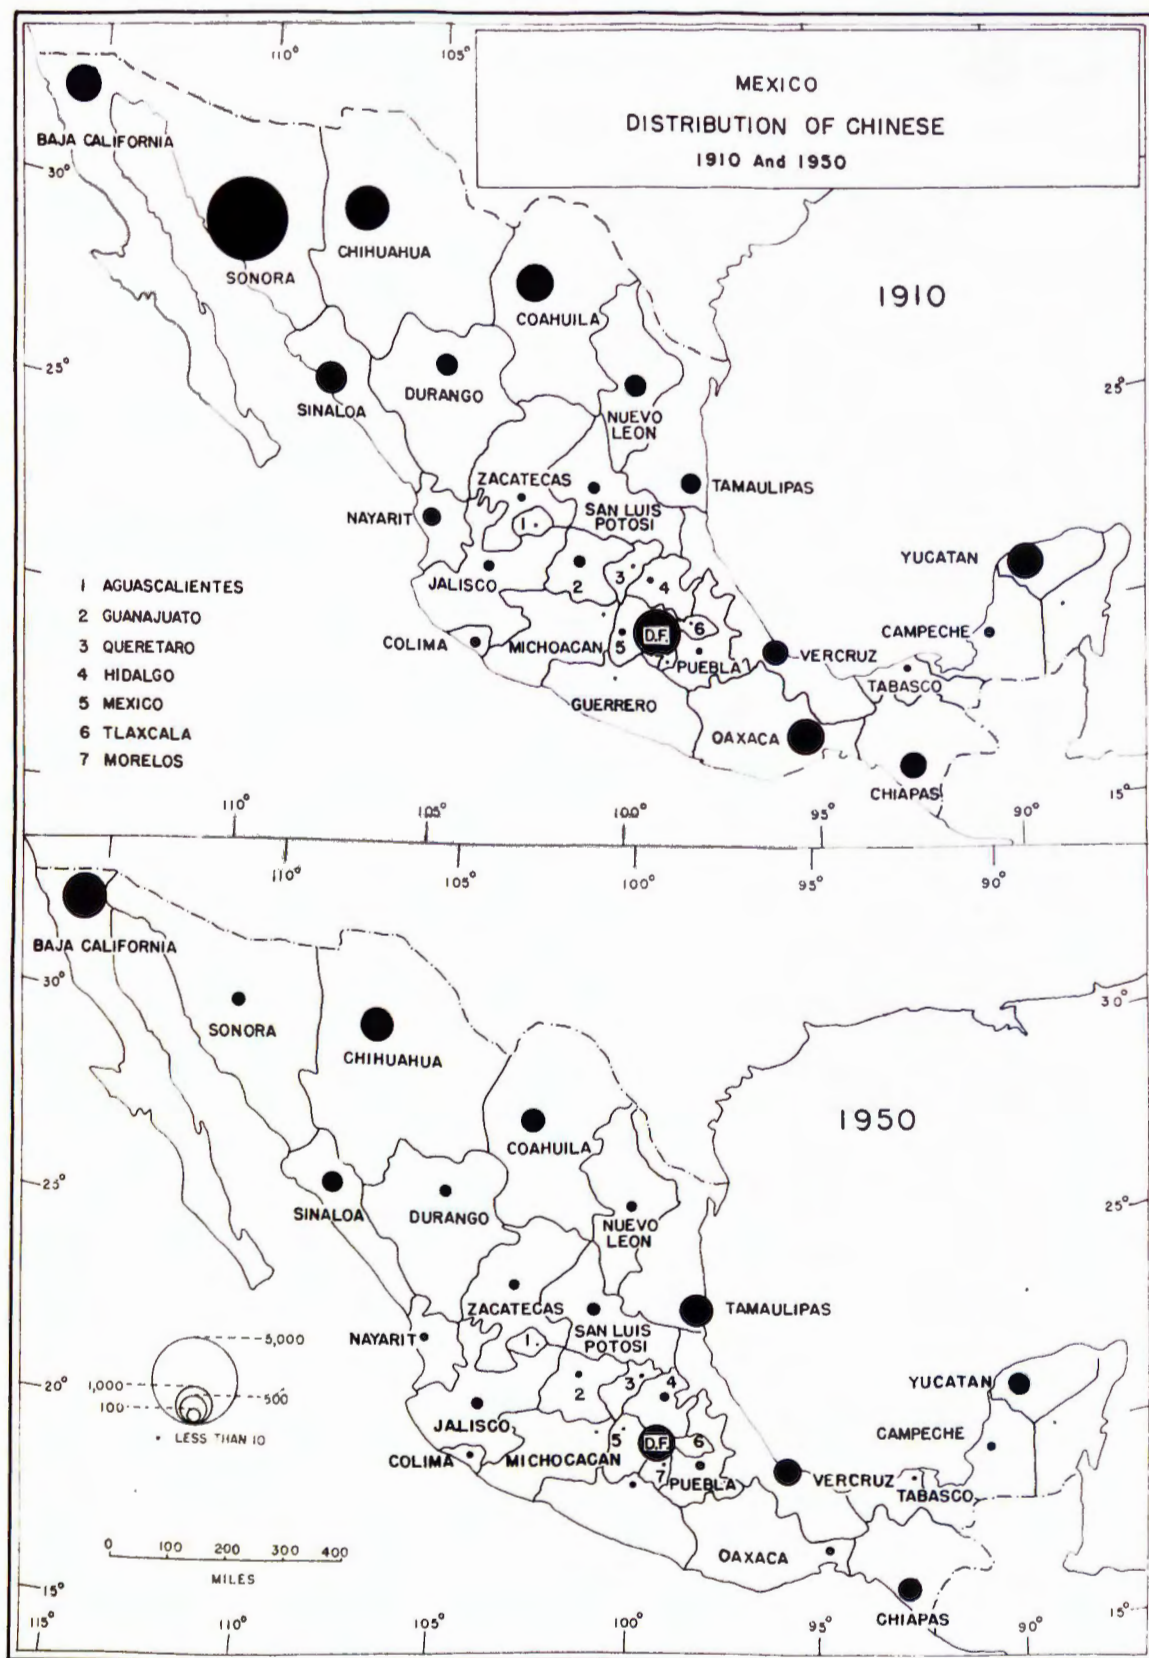 MEXICO
DISTRIBUTION OF CHINESE
1910 And 1950
110°
105°
BAJA CALIFORNIA
30°
SONORA
CHIHUAHUA
COAHUILA
1910
25°
25°
SINALOA
DURANGO
NUEVO
LEON
ZACATECAS
TAMAULIPAS
NAYARIT
1
SAN LUIS
POTOSI
YUCATAN
JALISCO
2
3
4
COLIMA
MICHOACAN
5
D.F.
6
7
PUEBLA
VERCRUZ
CAMPECHE
TABASCO
GUERRERO
OAXACA
CHIAPAS
15°
1 AGUASCALIENTES
2 GUANAJUATO
3 QUERETARO
4 HIDALGO
5 MEXICO
6 TLAXCALA
7 MORELOS
110°
105°
100°
95°
90°
110°
105°
100°
95°
90°
BAJA CALIFORNIA
30°
30°
SONORA
CHIHUAHUA
1950
COAHUILA
25°
25°
SINALOA
DURANGO
NUEVO
LEON
ZACATECAS
TAMAULIPAS
NAYARIT
1
SAN LUIS
POTOSI
20°
YUCATAN
JALISCO
2
3
4
COLIMA
MICHOCACAN
5
D.F.
6
7
PUEBLA
VERCRUZ
CAMPECHE
TABASCO
OAXACA
CHIAPAS
5,000
1,000
500
100
LESS THAN 10
0 100 200 300 400
MILES
15°
15°
115°
110°
105°
100°
95°
90°